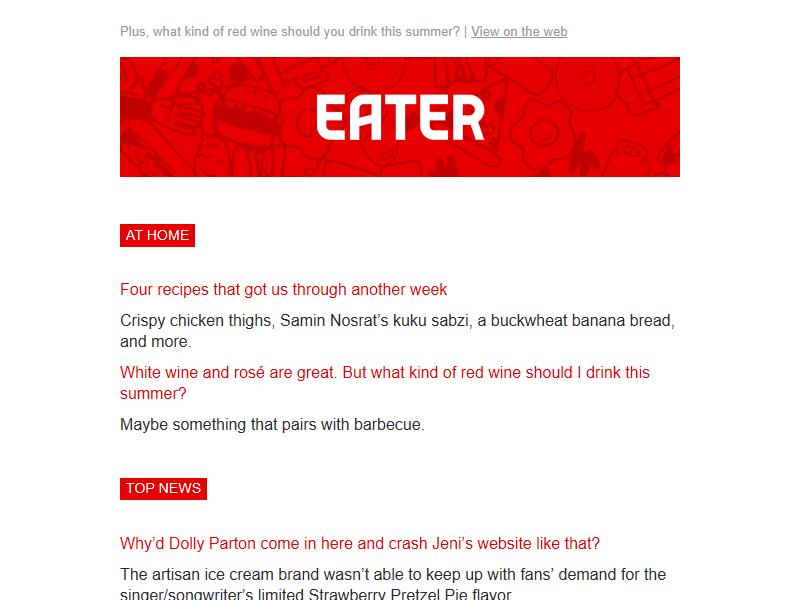 Plus, what kind of red wine should you drink this summer? | View on the web
EATER
AT HOME
Four recipes that got us through another week
Crispy chicken thighs, Samin Nosrat’s kuku sabzi, a buckwheat banana bread,
and more.
White wine and rosé are great. But what kind of red wine should I drink this
summer?
Maybe something that pairs with barbecue.
TOP NEWS
Why’d Dolly Parton come in here and crash Jeni’s website like that?
The artisan ice cream brand wasn’t able to keep up with fans’ demand for the
singer/songwriter’s limited Strawberry Pretzel Pie flavor